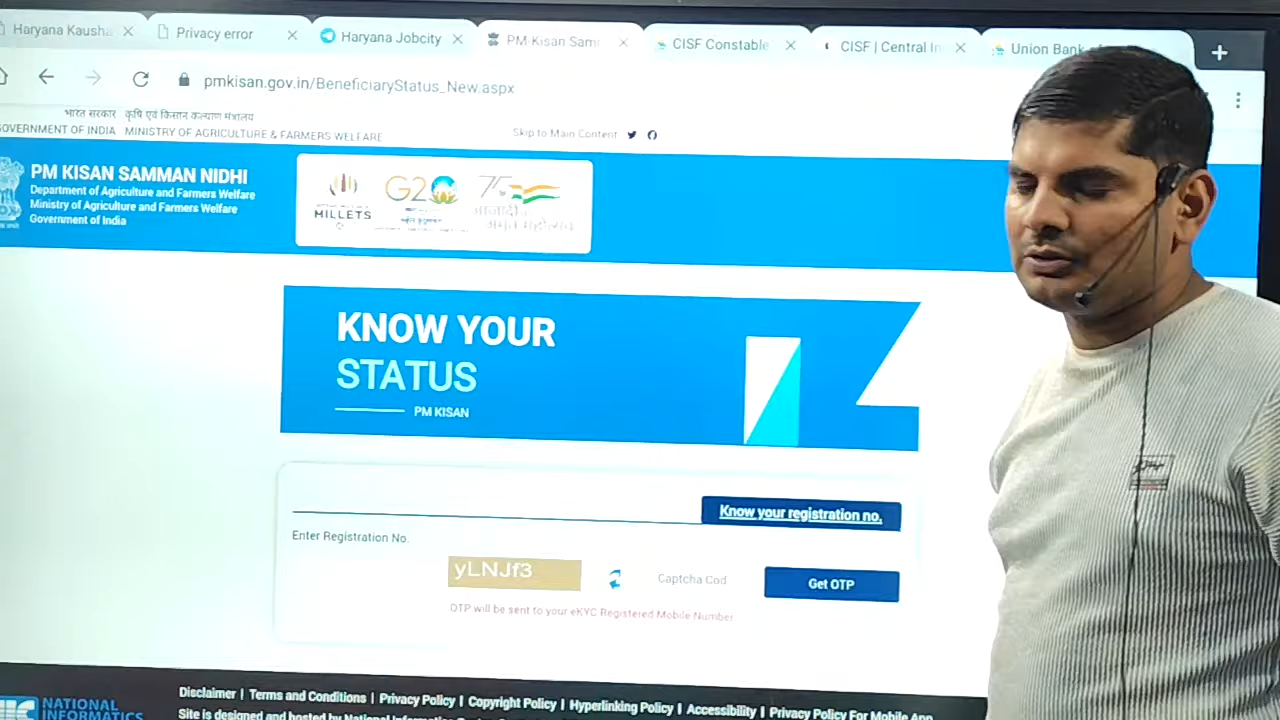 Haryana Kausha
Privacy error
Haryana Jobcity
PM-Kisan Sam
CISF Constable
CISF | Central In
Union Bank
pmkisan.gov.in/BeneficiaryStatus_New.aspx
भारत सरकार कृषि एवं किसान कल्याण मंत्रालय
GOVERNMENT OF INDIA MINISTRY OF AGRICULTURE & FARMERS WELFARE
Skip to Main Content
PM KISAN SAMMAN NIDHI
Department of Agriculture and Farmers Welfare
Ministry of Agriculture and Farmers Welfare
Government of India
MILLETS
G20
75
KNOW YOUR
STATUS
PM KISAN
Know your registration no.
Enter Registration No.
yLNJf3
Captcha Cod
Get OTP
OTP will be sent to your eKYC Registered Mobile Number
NATIONAL
INFORMATICS
Disclaimer | Terms and Conditions | Privacy Policy | Copyright Policy | Hyperlinking Policy | Accessibility | Privacy Policy For Mobile App
Site is designed and hosted by National